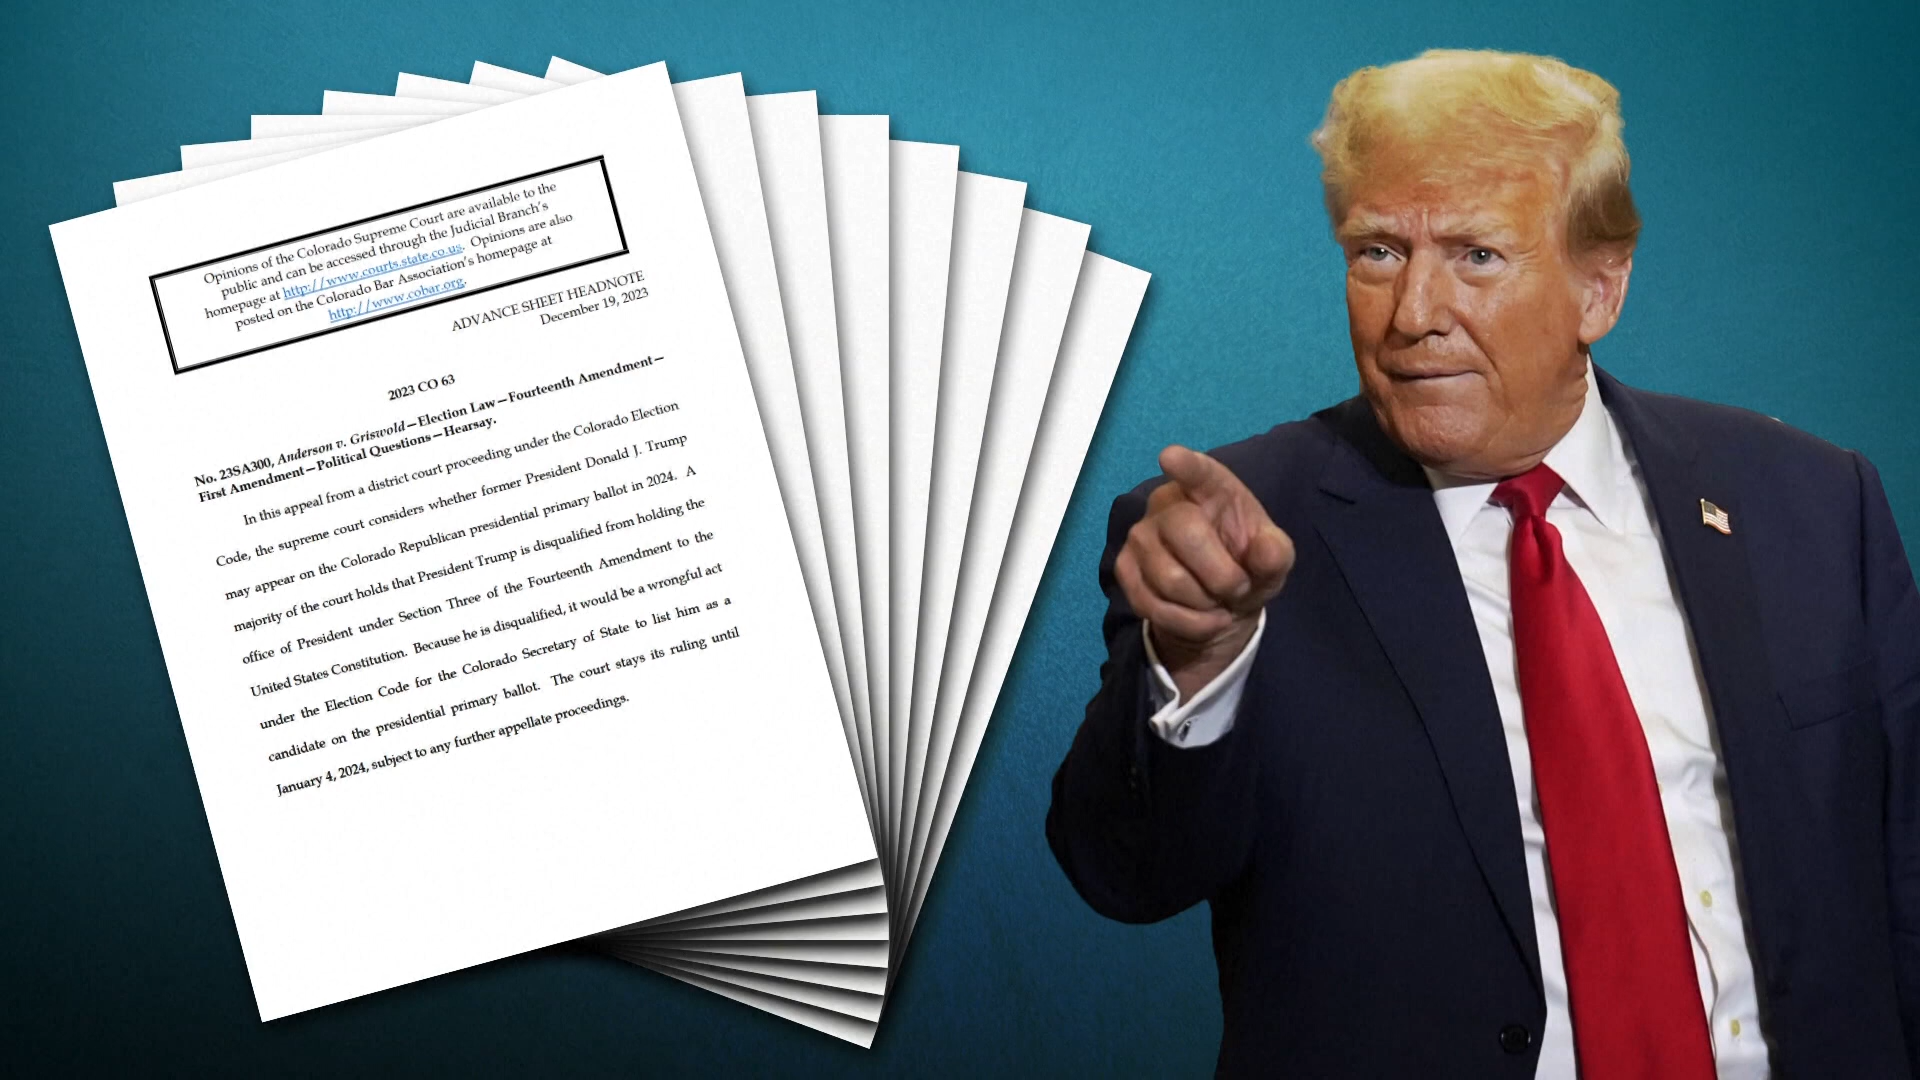 Opinions of the Colorado Supreme Court are available to the
public and can be accessed through the Judicial Branch's
homepage at http://www.courts.state.co.us. Opinions are also
posted on the Colorado Bar Association's homepage at
http://www.cobar.org.
ADVANCE SHEET HEADNOTE
December 19, 2023
2023 CO 63
No. 23SA300, Anderson v. Griswold—Election Law—Fourteenth Amendment—
First Amendment—Political Questions—Hearsay.
In this appeal from a district court proceeding under the Colorado Election
Code, the supreme court considers whether former President Donald J. Trump
may appear on the Colorado Republican presidential primary ballot in 2024. A
majority of the court holds that President Trump is disqualified from holding the
office of President under Section Three of the Fourteenth Amendment to the
United States Constitution. Because he is disqualified, it would be a wrongful act
under the Election Code for the Colorado Secretary of State to list him as a
candidate on the presidential primary ballot. The court stays its ruling until
January 4, 2024, subject to any further appellate proceedings.